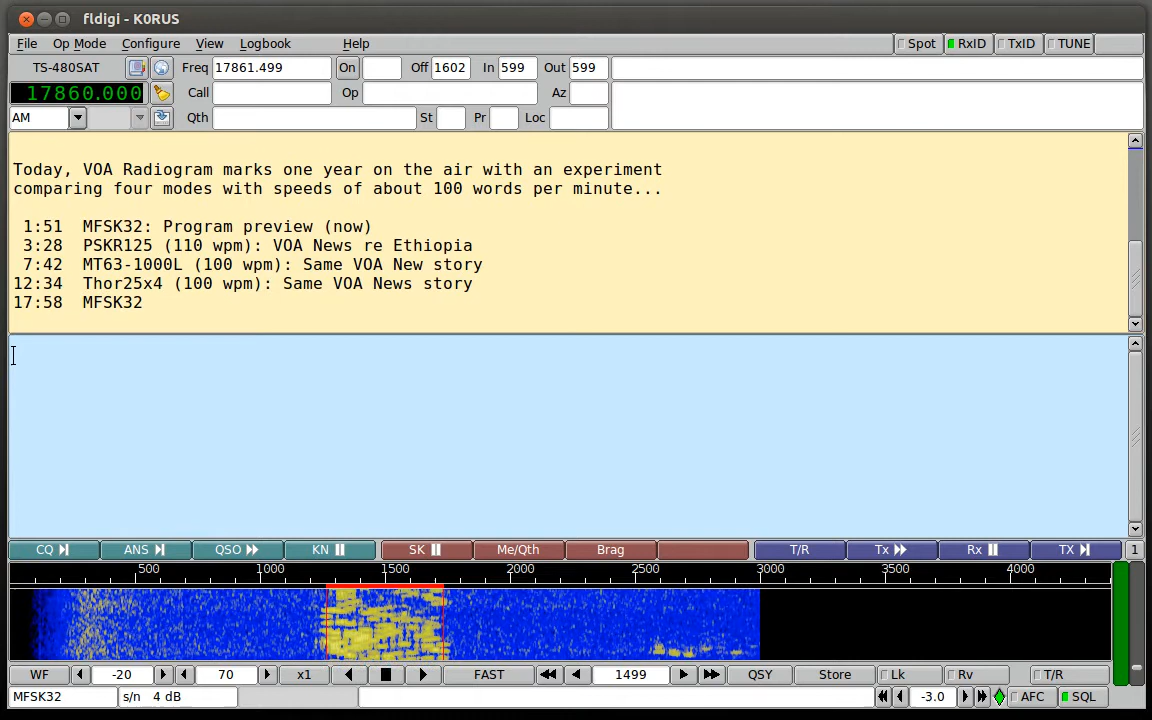 fldigi - K0RUS
File Op Mode Configure View Logbook Help Spot RxID TxID TUNE
TS-480SAT Freq 17861.499 On Off 1602 In 599 Out 599
17860.000 Call Op Az
AM Qth St Pr Loc
Today, VOA Radiogram marks one year on the air with an experiment
comparing four modes with speeds of about 100 words per minute...
1:51 MFSK32: Program preview (now)
3:28 PSKR125 (110 wpm): VOA News re Ethiopia
7:42 MT63-1000L (100 wpm): Same VOA New story
12:34 Thor25x4 (100 wpm): Same VOA News story
17:58 MFSK32
CQ ANS QSO KN SK Me/Qth Brag T/R Tx Rx TX 1
500 1000 1500 2000 2500 3000 3500 4000
WF -20 70 x1 FAST 1499 QSY Store Lk Rv T/R
MFSK32 s/n 4 dB -3.0 AFC SQL